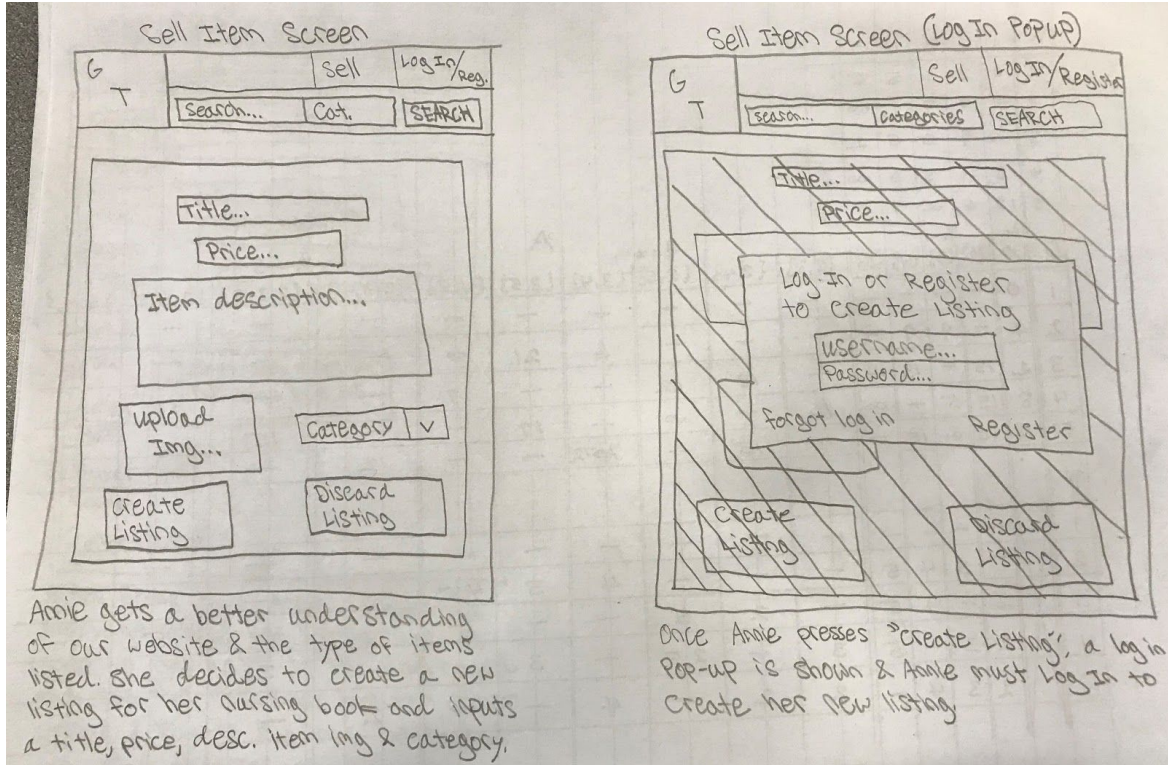 Sell Item Screen
G
T
Sell
Log In/
Reg.
Search...
Cat.
SEARCH
Title...
Price...
Item description...
Upload
Img...
Category
V
Create
Listing
Discard
Listing
Annie gets a better understanding
of our website & the type of items
listed. She decides to create a new
listing for her nursing book and inputs
a title, price, desc. item img & category.
Sell Item Screen (Log In PopUp)
G
T
Sell
Log In/Register
Search...
Categories
SEARCH
Title...
Price...
Log-In or Register
to Create Listing
Username...
Password...
forgot log in
Register
Create
Listing
Discard
Listing
Once Annie presses "Create Listing", a log in
Pop-up is shown & Annie must Log In to
Create her new listing.